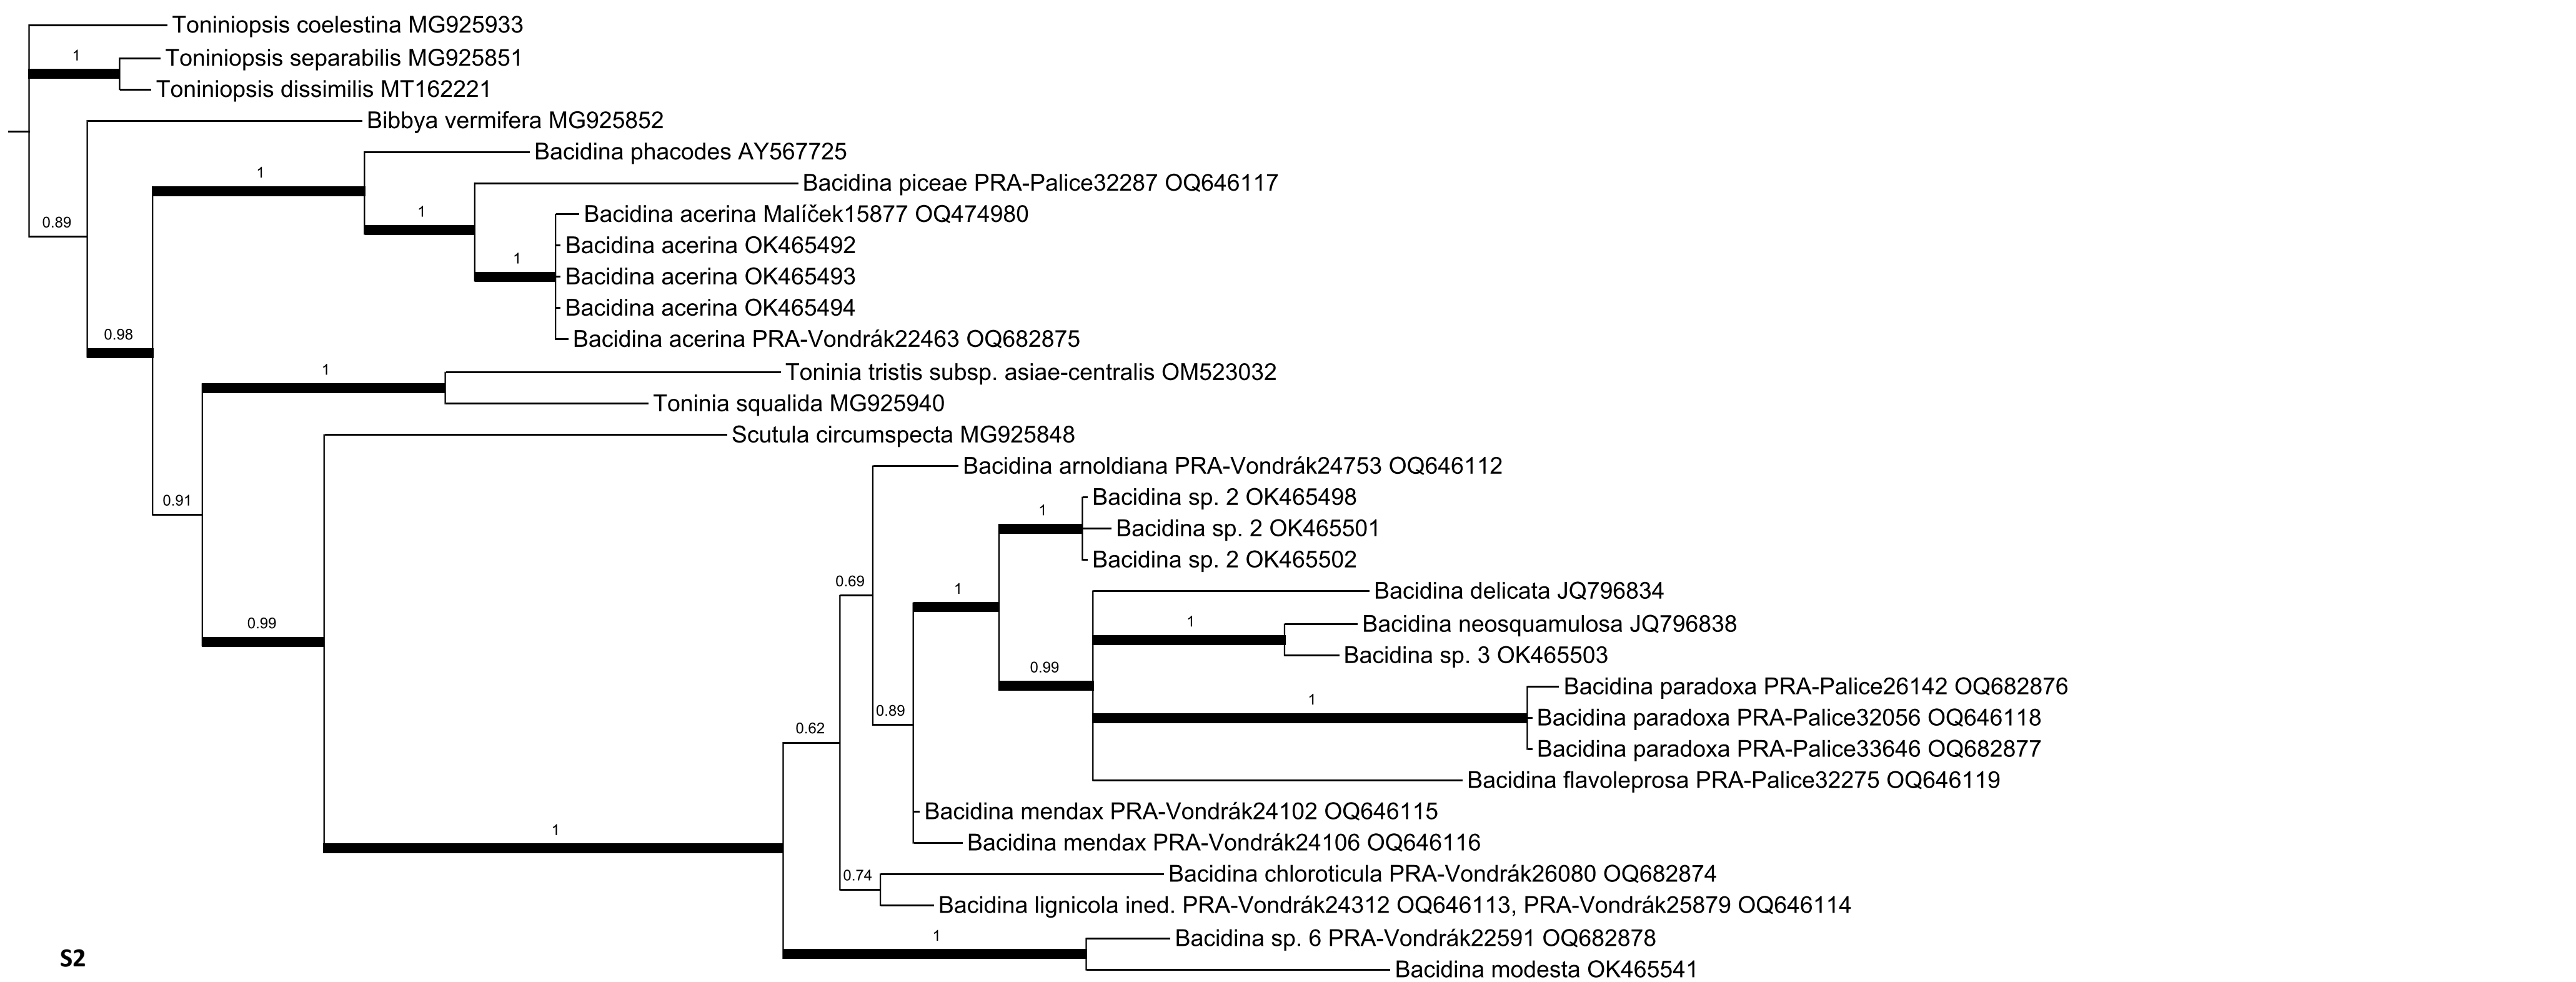 Toniniopsis coelestina MG925933
1
Toniniopsis separabilis MG925851
Toniniopsis dissimilis MT162221
Bibbya vermifera MG925852
Bacidina phacodes AY567725
1
Bacidina piceae PRA-Palice32287 OQ646117
1
Bacidina acerina Malíček15877 OQ474980
0.89
Bacidina acerina OK465492
1
Bacidina acerina OK465493
Bacidina acerina OK465494
0.98
Bacidina acerina PRA-Vondrák22463 OQ682875
1
Toninia tristis subsp. asiae-centralis OM523032
Toninia squalida MG925940
Scutula circumspecta MG925848
Bacidina arnoldiana PRA-Vondrák24753 OQ646112
0.91
Bacidina sp. 2 OK465498
1
Bacidina sp. 2 OK465501
Bacidina sp. 2 OK465502
0.69
1
Bacidina delicata JQ796834
0.99
1
Bacidina neosquamulosa JQ796838
Bacidina sp. 3 OK465503
0.99
Bacidina paradoxa PRA-Palice26142 OQ682876
1
0.89
Bacidina paradoxa PRA-Palice32056 OQ646118
0.62
Bacidina paradoxa PRA-Palice33646 OQ682877
Bacidina flavoleprosa PRA-Palice32275 OQ646119
Bacidina mendax PRA-Vondrák24102 OQ646115
1
Bacidina mendax PRA-Vondrák24106 OQ646116
0.74
Bacidina chloroticula PRA-Vondrák26080 OQ682874
Bacidina lignicola ined. PRA-Vondrák24312 OQ646113, PRA-Vondrák25879 OQ646114
1
Bacidina sp. 6 PRA-Vondrák22591 OQ682878
S2
Bacidina modesta OK465541